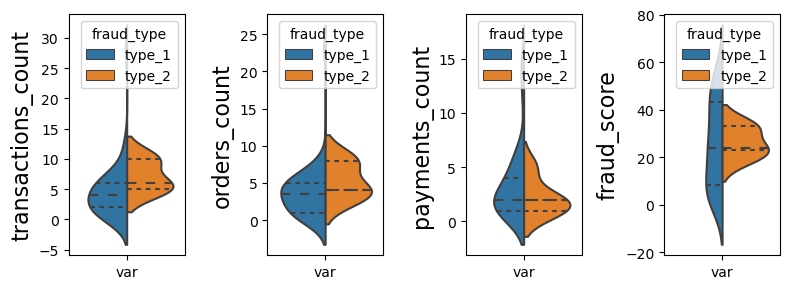 transactions_count
30
25
20
15
10
5
0
−5
fraud_type
type_1
type_2
var
orders_count
25
20
15
10
5
0
fraud_type
type_1
type_2
var
payments_count
15
10
5
0
fraud_type
type_1
type_2
var
fraud_score
80
60
40
20
0
−20
fraud_type
type_1
type_2
var